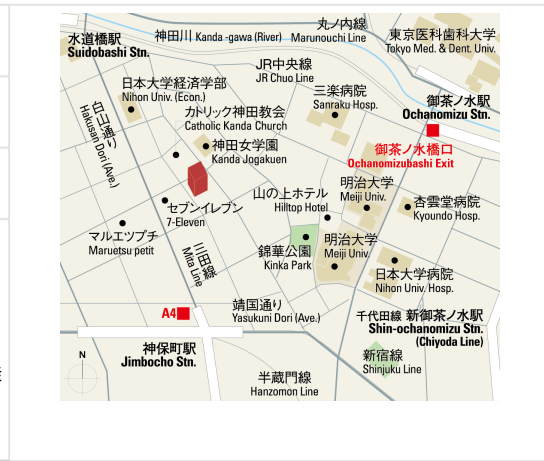 丸ノ内線
Marunouchi Line
神田川 Kanda -gawa (River)
水道橋駅
Suidobashi Stn.
東京医科歯科大学
Tokyo Med. & Dent. Univ.
JR中央線
JR Chuo Line
日本大学経済学部
Nihon Univ. (Econ.)
三楽病院
Sanraku Hosp.
御茶ノ水駅
Ochanomizu Stn.
白山通り
Hakusan Dori (Ave.)
カトリック神田教会
Catholic Kanda Church
神田女学園
Kanda Jogakuen
御茶ノ水橋口
Ochanomizubashi Exit
山の上ホテル
Hilltop Hotel
明治大学
Meiji Univ.
杏雲堂病院
Kyoundo Hosp.
セブンイレブン
7-Eleven
マルエツプチ
Maruetsu petit
三田線
Mita Line
錦華公園
Kinka Park
明治大学
Meiji Univ.
日本大学病院
Nihon Univ. Hosp.
A4
靖国通り
Yasukuni Dori (Ave.)
千代田線 新御茶ノ水駅
Shin-ochanomizu Stn.
(Chiyoda Line)
神保町駅
Jimbocho Stn.
新宿線
Shinjuku Line
半蔵門線
Hanzomon Line
N